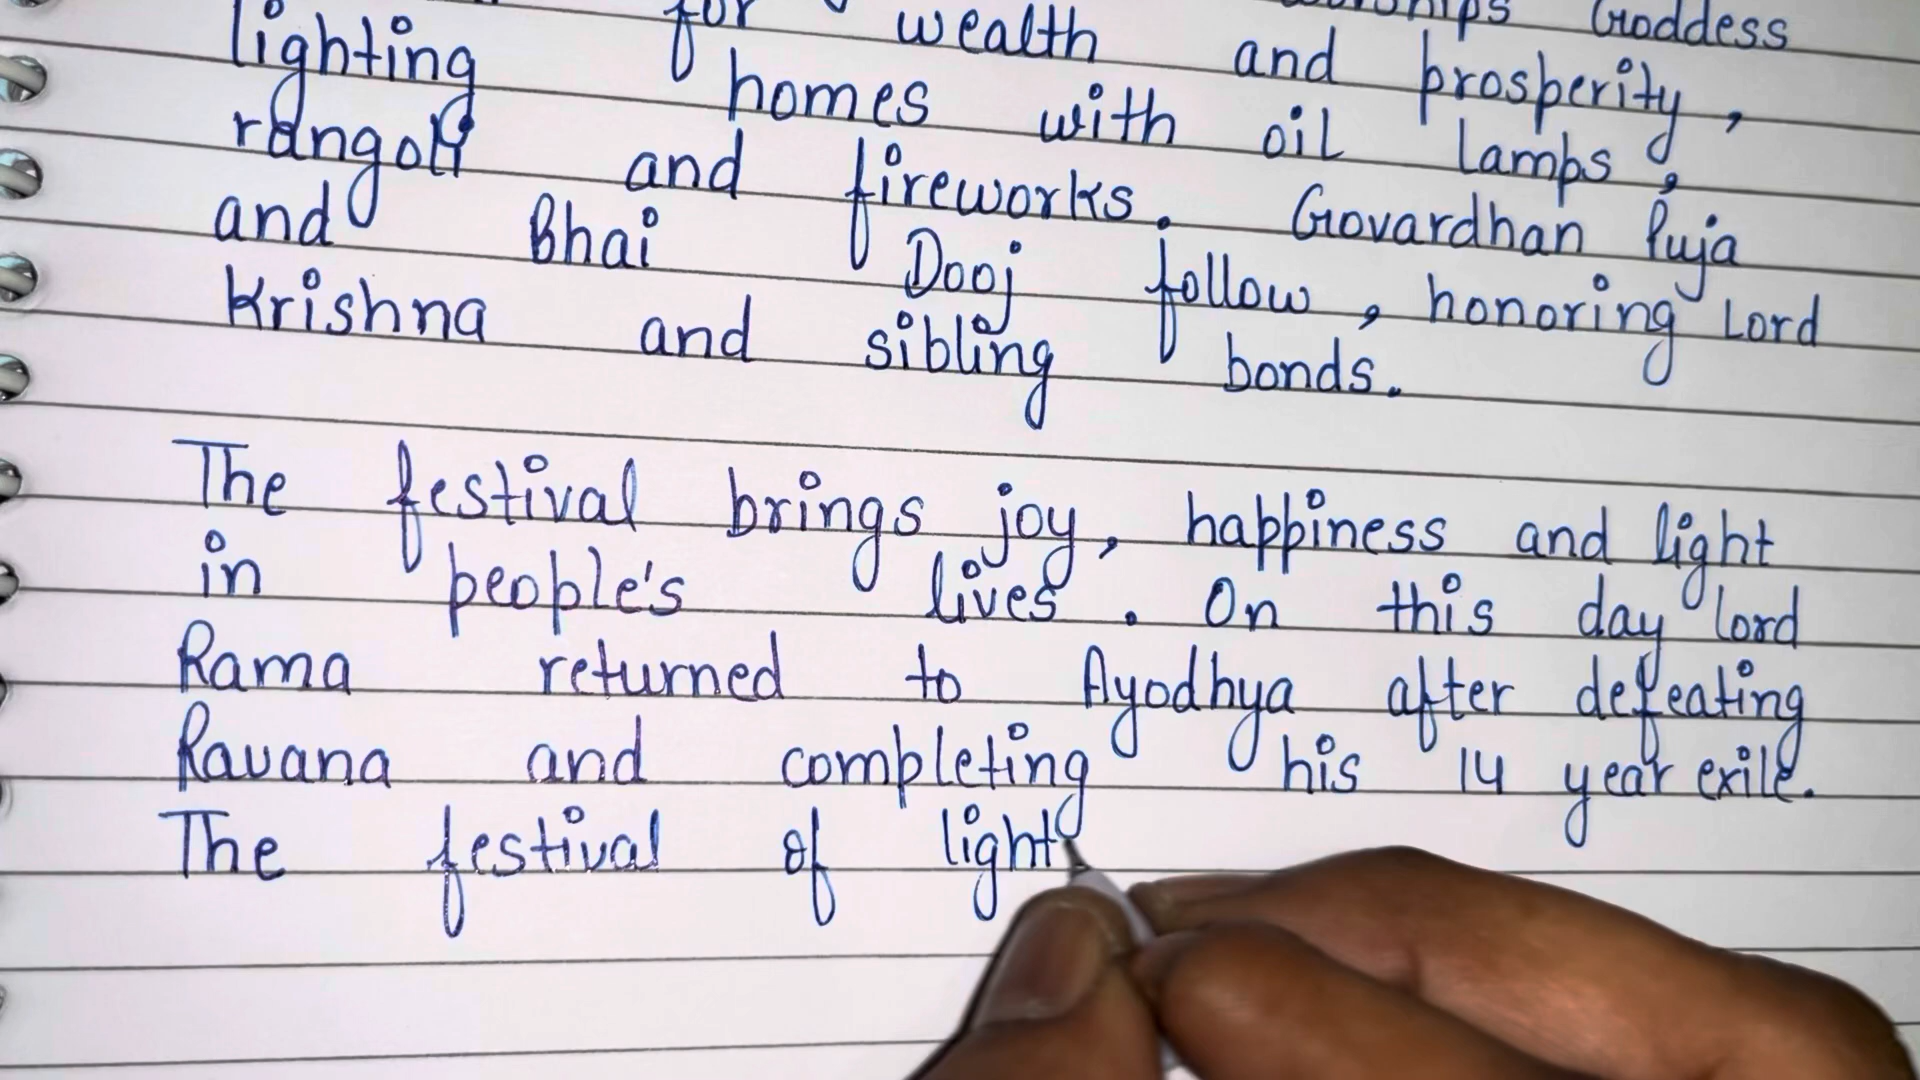 for wealth and prosperity,
lighting homes with oil lamps,
rangoli and fireworks. Govardhan Puja
and Bhai Dooj follow, honoring Lord
Krishna and sibling bonds.
The festival brings joy, happiness and light
in people's lives. On this day lord
Rama returned to Ayodhya after defeating
Ravana and completing his 14 year exile.
The festival of light